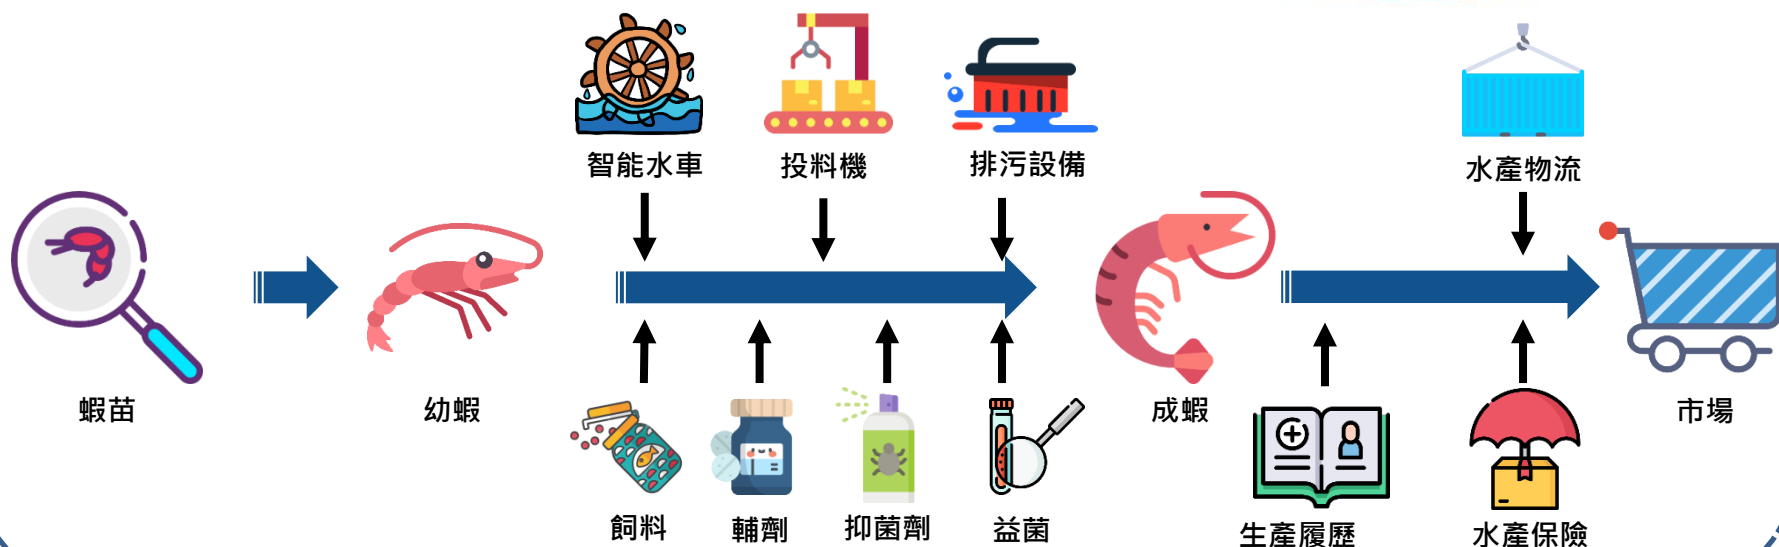 智能水車
投料機
排污設備
水產物流
蝦苗
幼蝦
成蝦
市場
飼料
輔劑
抑菌劑
益菌
生產履歷
水產保險